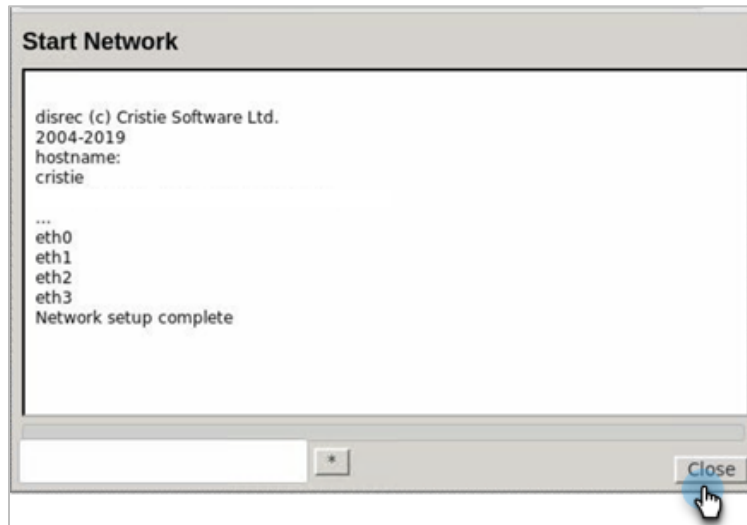 Start Network
disrec (c) Cristie Software Ltd.
2004-2019
hostname:
cristie
...
eth0
eth1
eth2
eth3
Network setup complete
*
Close